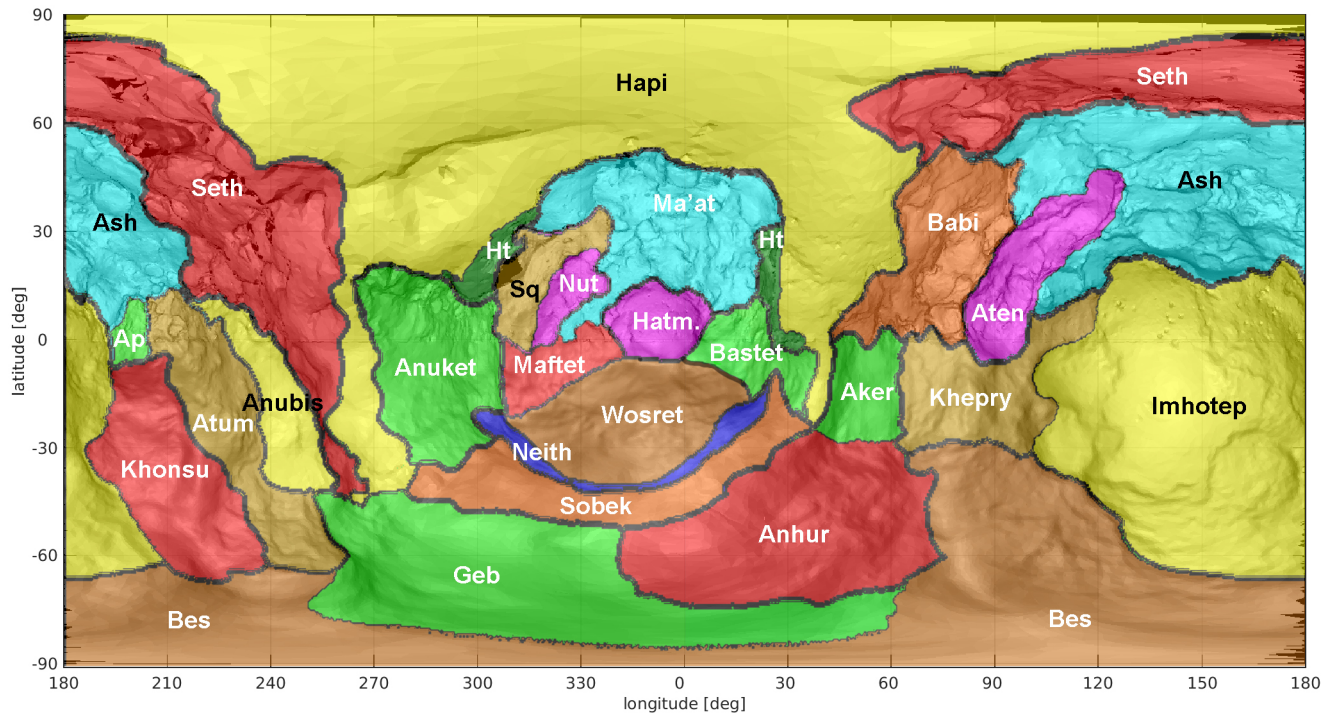 90
Hapi
Seth
60
Seth
Ash
Ash
Ma’at
Babi
30
Ht
Ht
Sq
Nut
Aten
Hatm.
Ap
latitude [deg]
0
Bastet
Maftet
Anuket
Aker
Khepry
Anubis
Imhotep
Wosret
Atum
-30
Neith
Khonsu
Sobek
Anhur
-60
Geb
Bes
Bes
-90
180 210 240 270 300 330 0 30 60 90 120 150 180
longitude [deg]